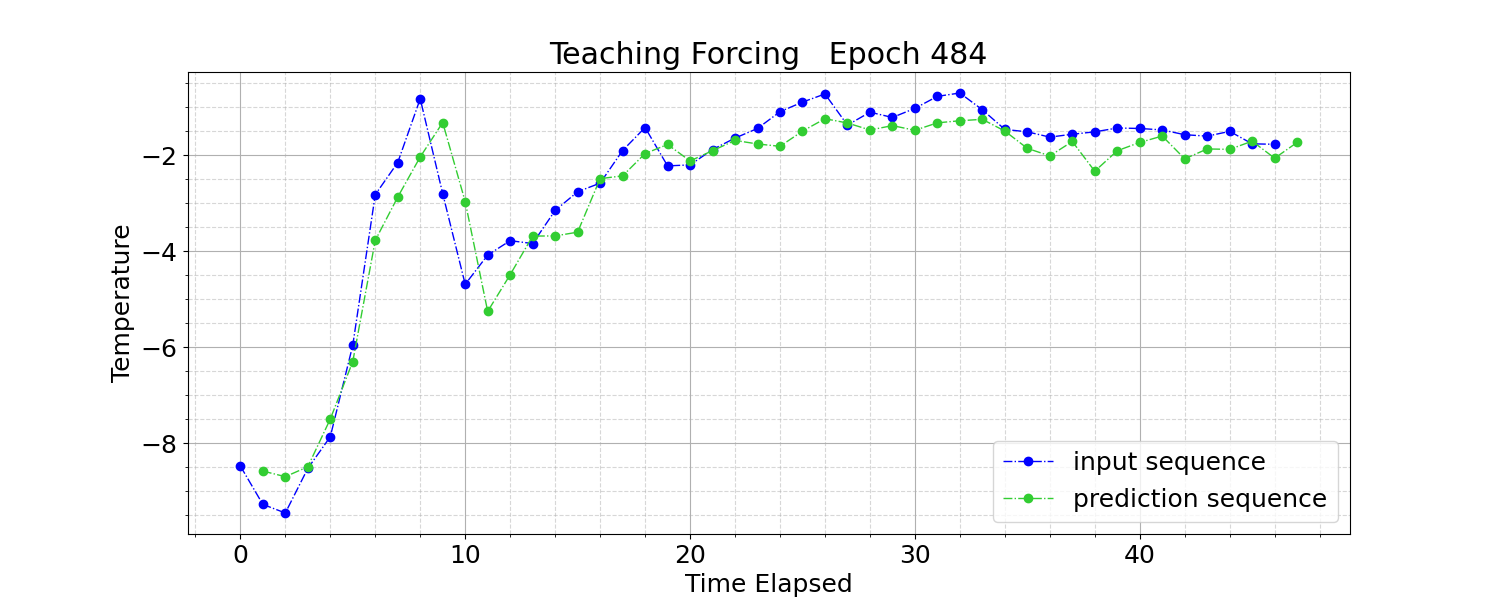 Teaching Forcing   Epoch 484
Temperature
−2
−4
−6
−8
input sequence
prediction sequence
0 10 20 30 40
Time Elapsed